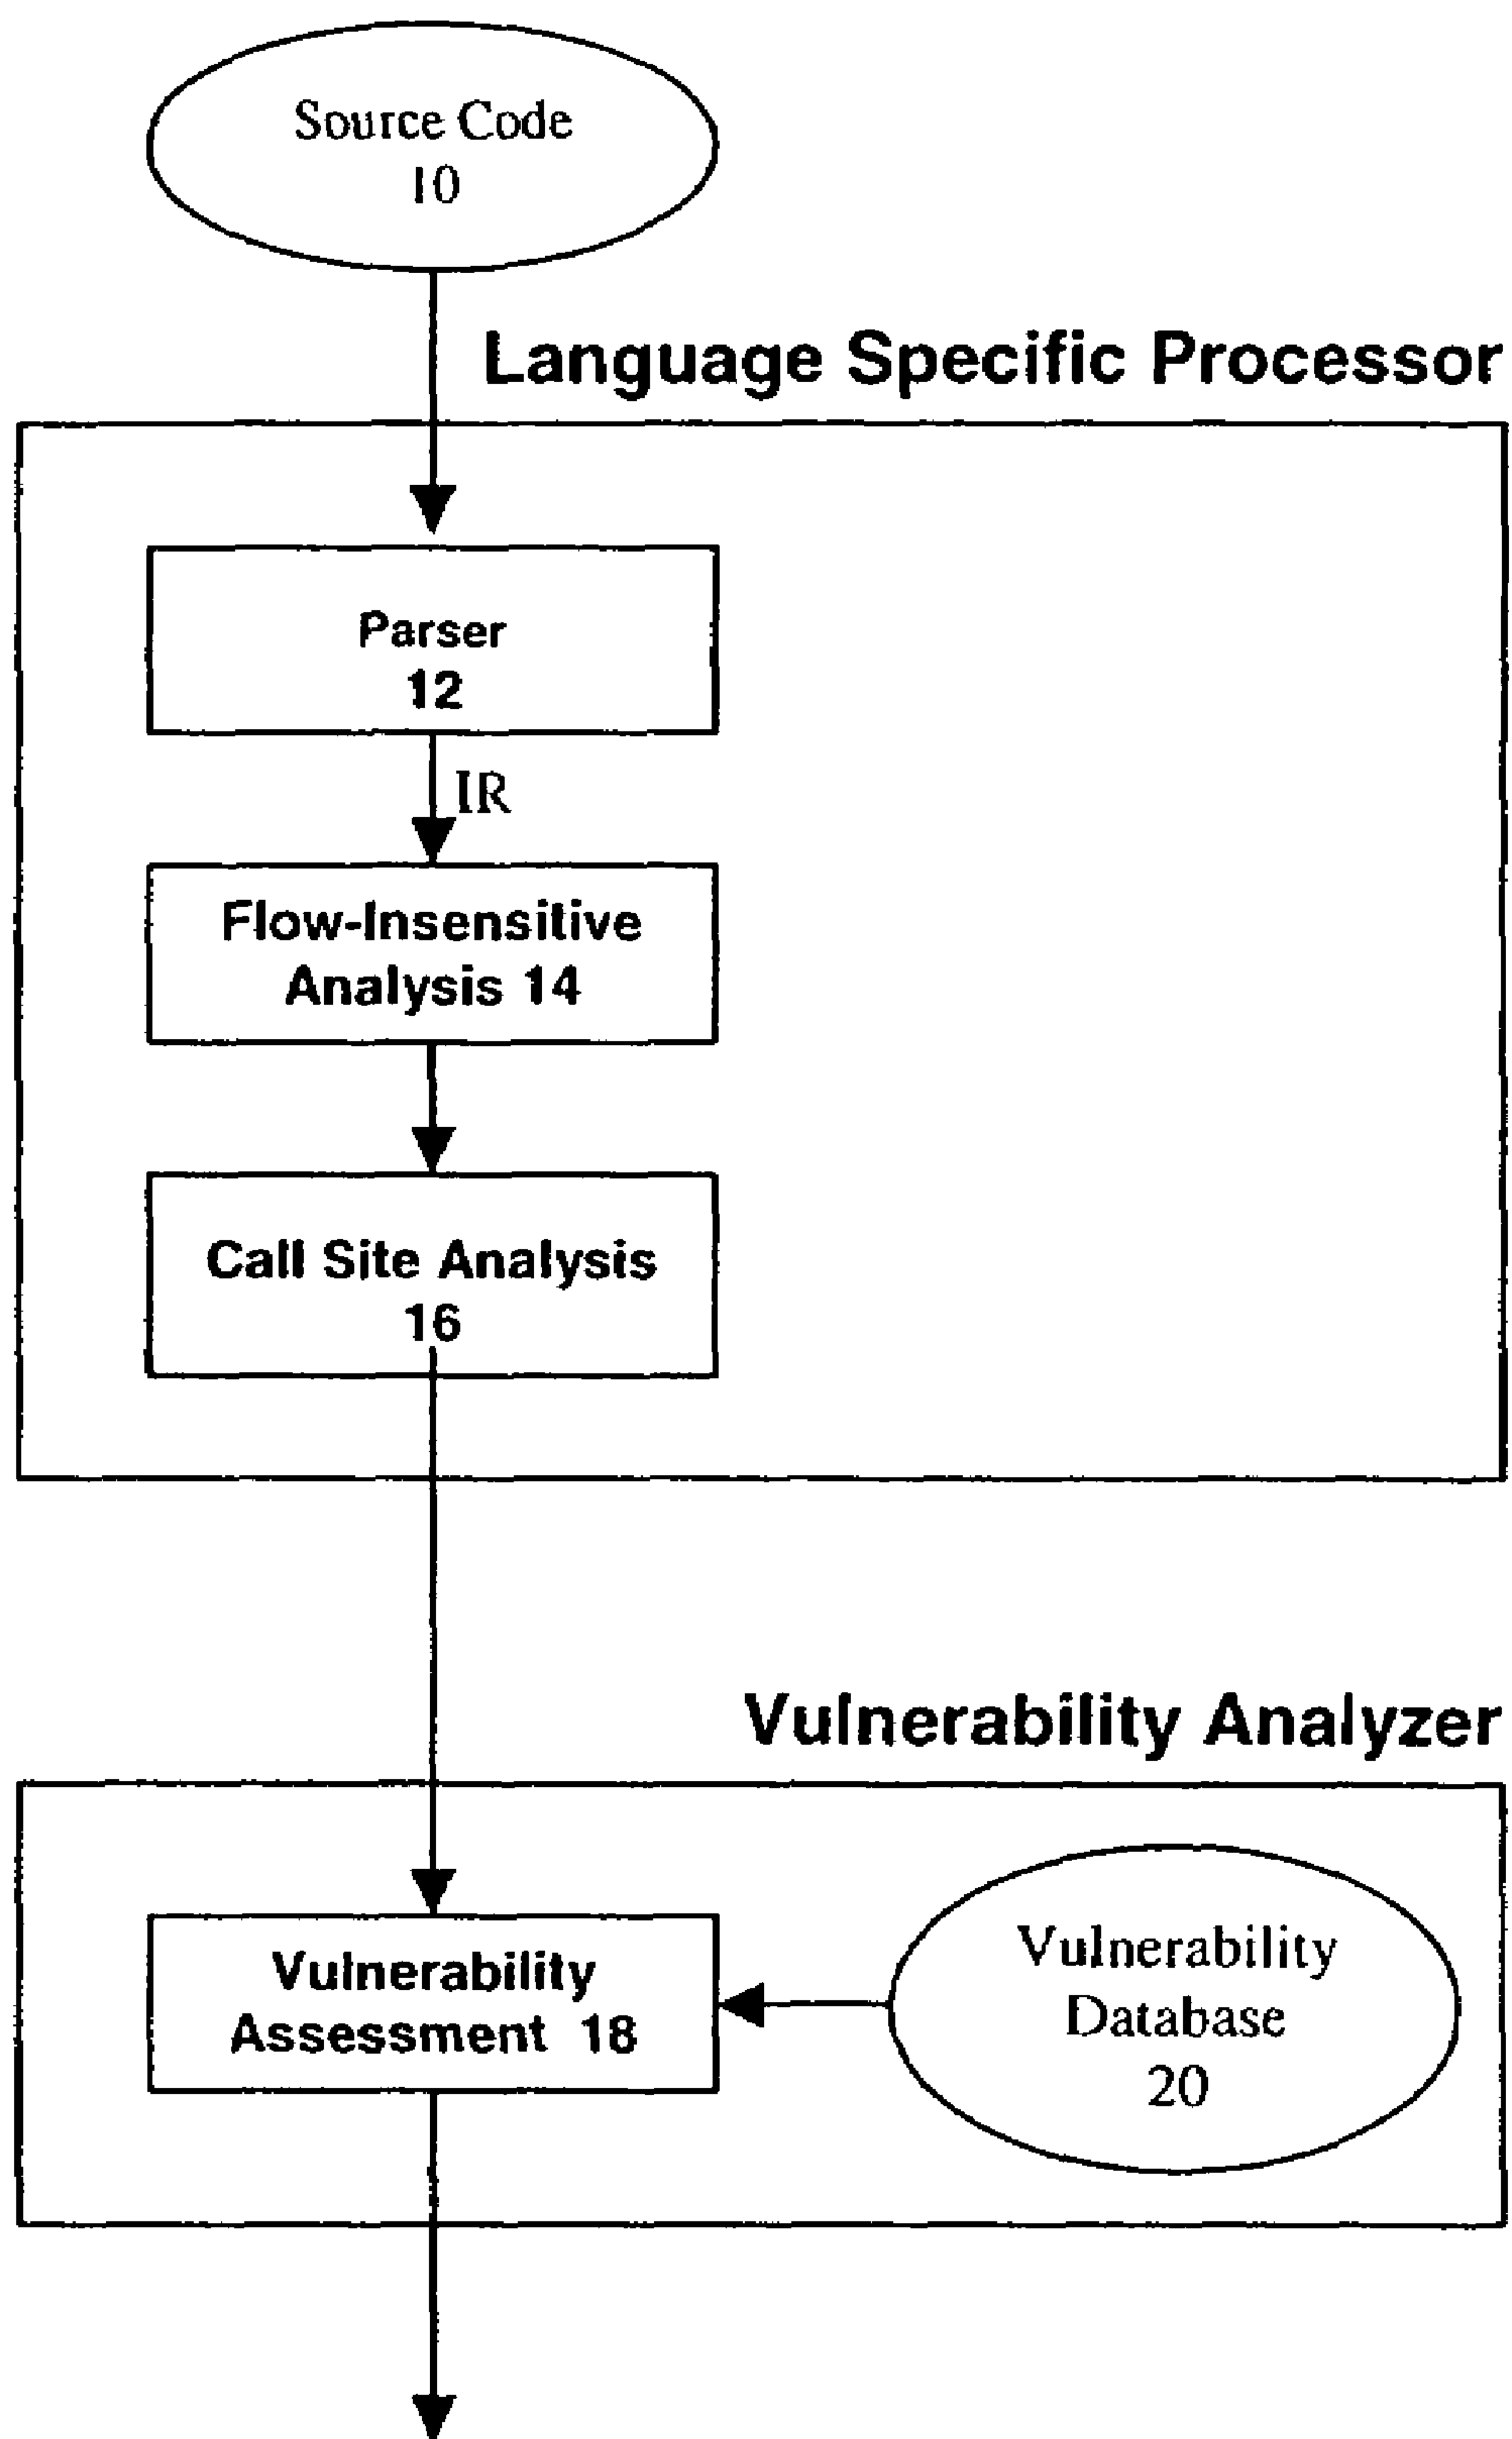 Source Code
10
Language Specific Processor
Parser
12
IR
Flow-Insensitive
Analysis 14
Call Site Analysis
16
Vulnerability Analyzer
Vulnerability
Assessment 18
Vulnerability
Database
20